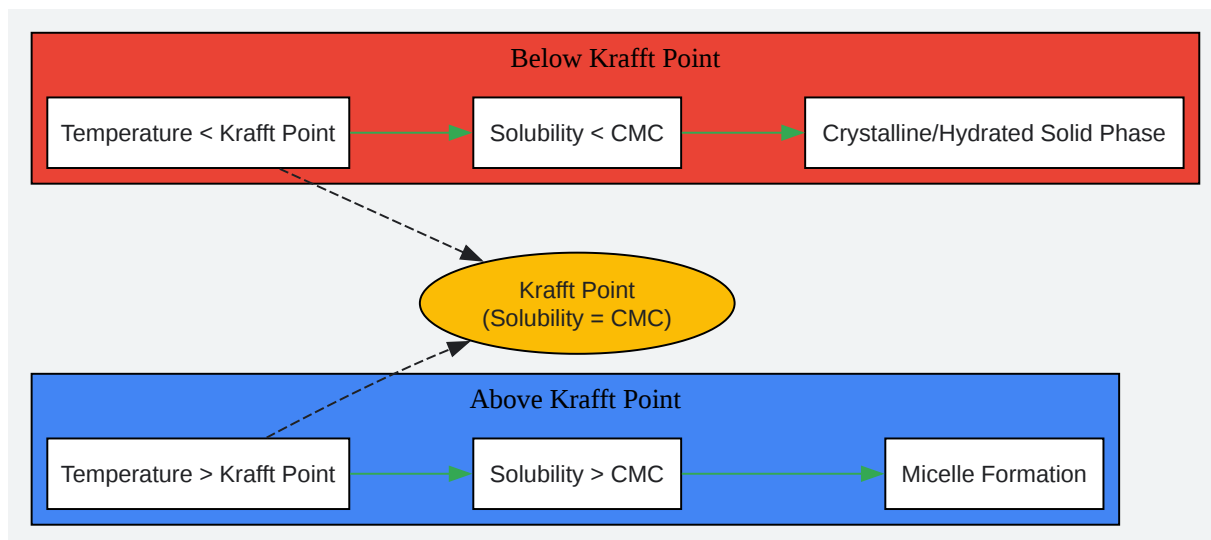 Below Krafft Point
Temperature < Krafft Point
Solubility < CMC
Crystalline/Hydrated Solid Phase
Krafft Point
(Solubility = CMC)
Above Krafft Point
Temperature > Krafft Point
Solubility > CMC
Micelle Formation